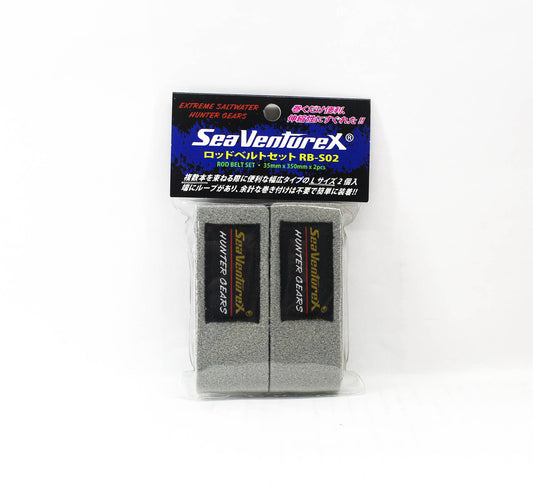 EXTREME SALTWATER
HUNTER GEARS
巻くだけ便利,
伸縮性にすぐれた!!
SeaVentureX®
ロッドベルトセット RB-S02
ROD BELT SET ・ 35mm x 350mm x 2pcs
複数本を束ねる際に便利な幅広タイプのLサイズ2個入
端にループがあり、余計な巻き付けは不要で簡単に装着!!
SeaVentureX®
HUNTER GEARS
SeaVentureX®
HUNTER GEARS